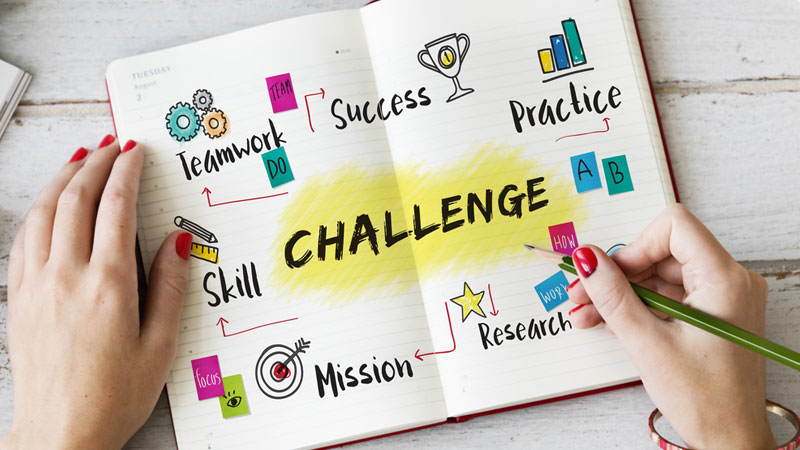 TUESDAY
August
2
TEAM
Success
Practice
Teamwork
DO
A B
CHALLENGE
HOW
Skill
WORK
Research
Focus
Mission